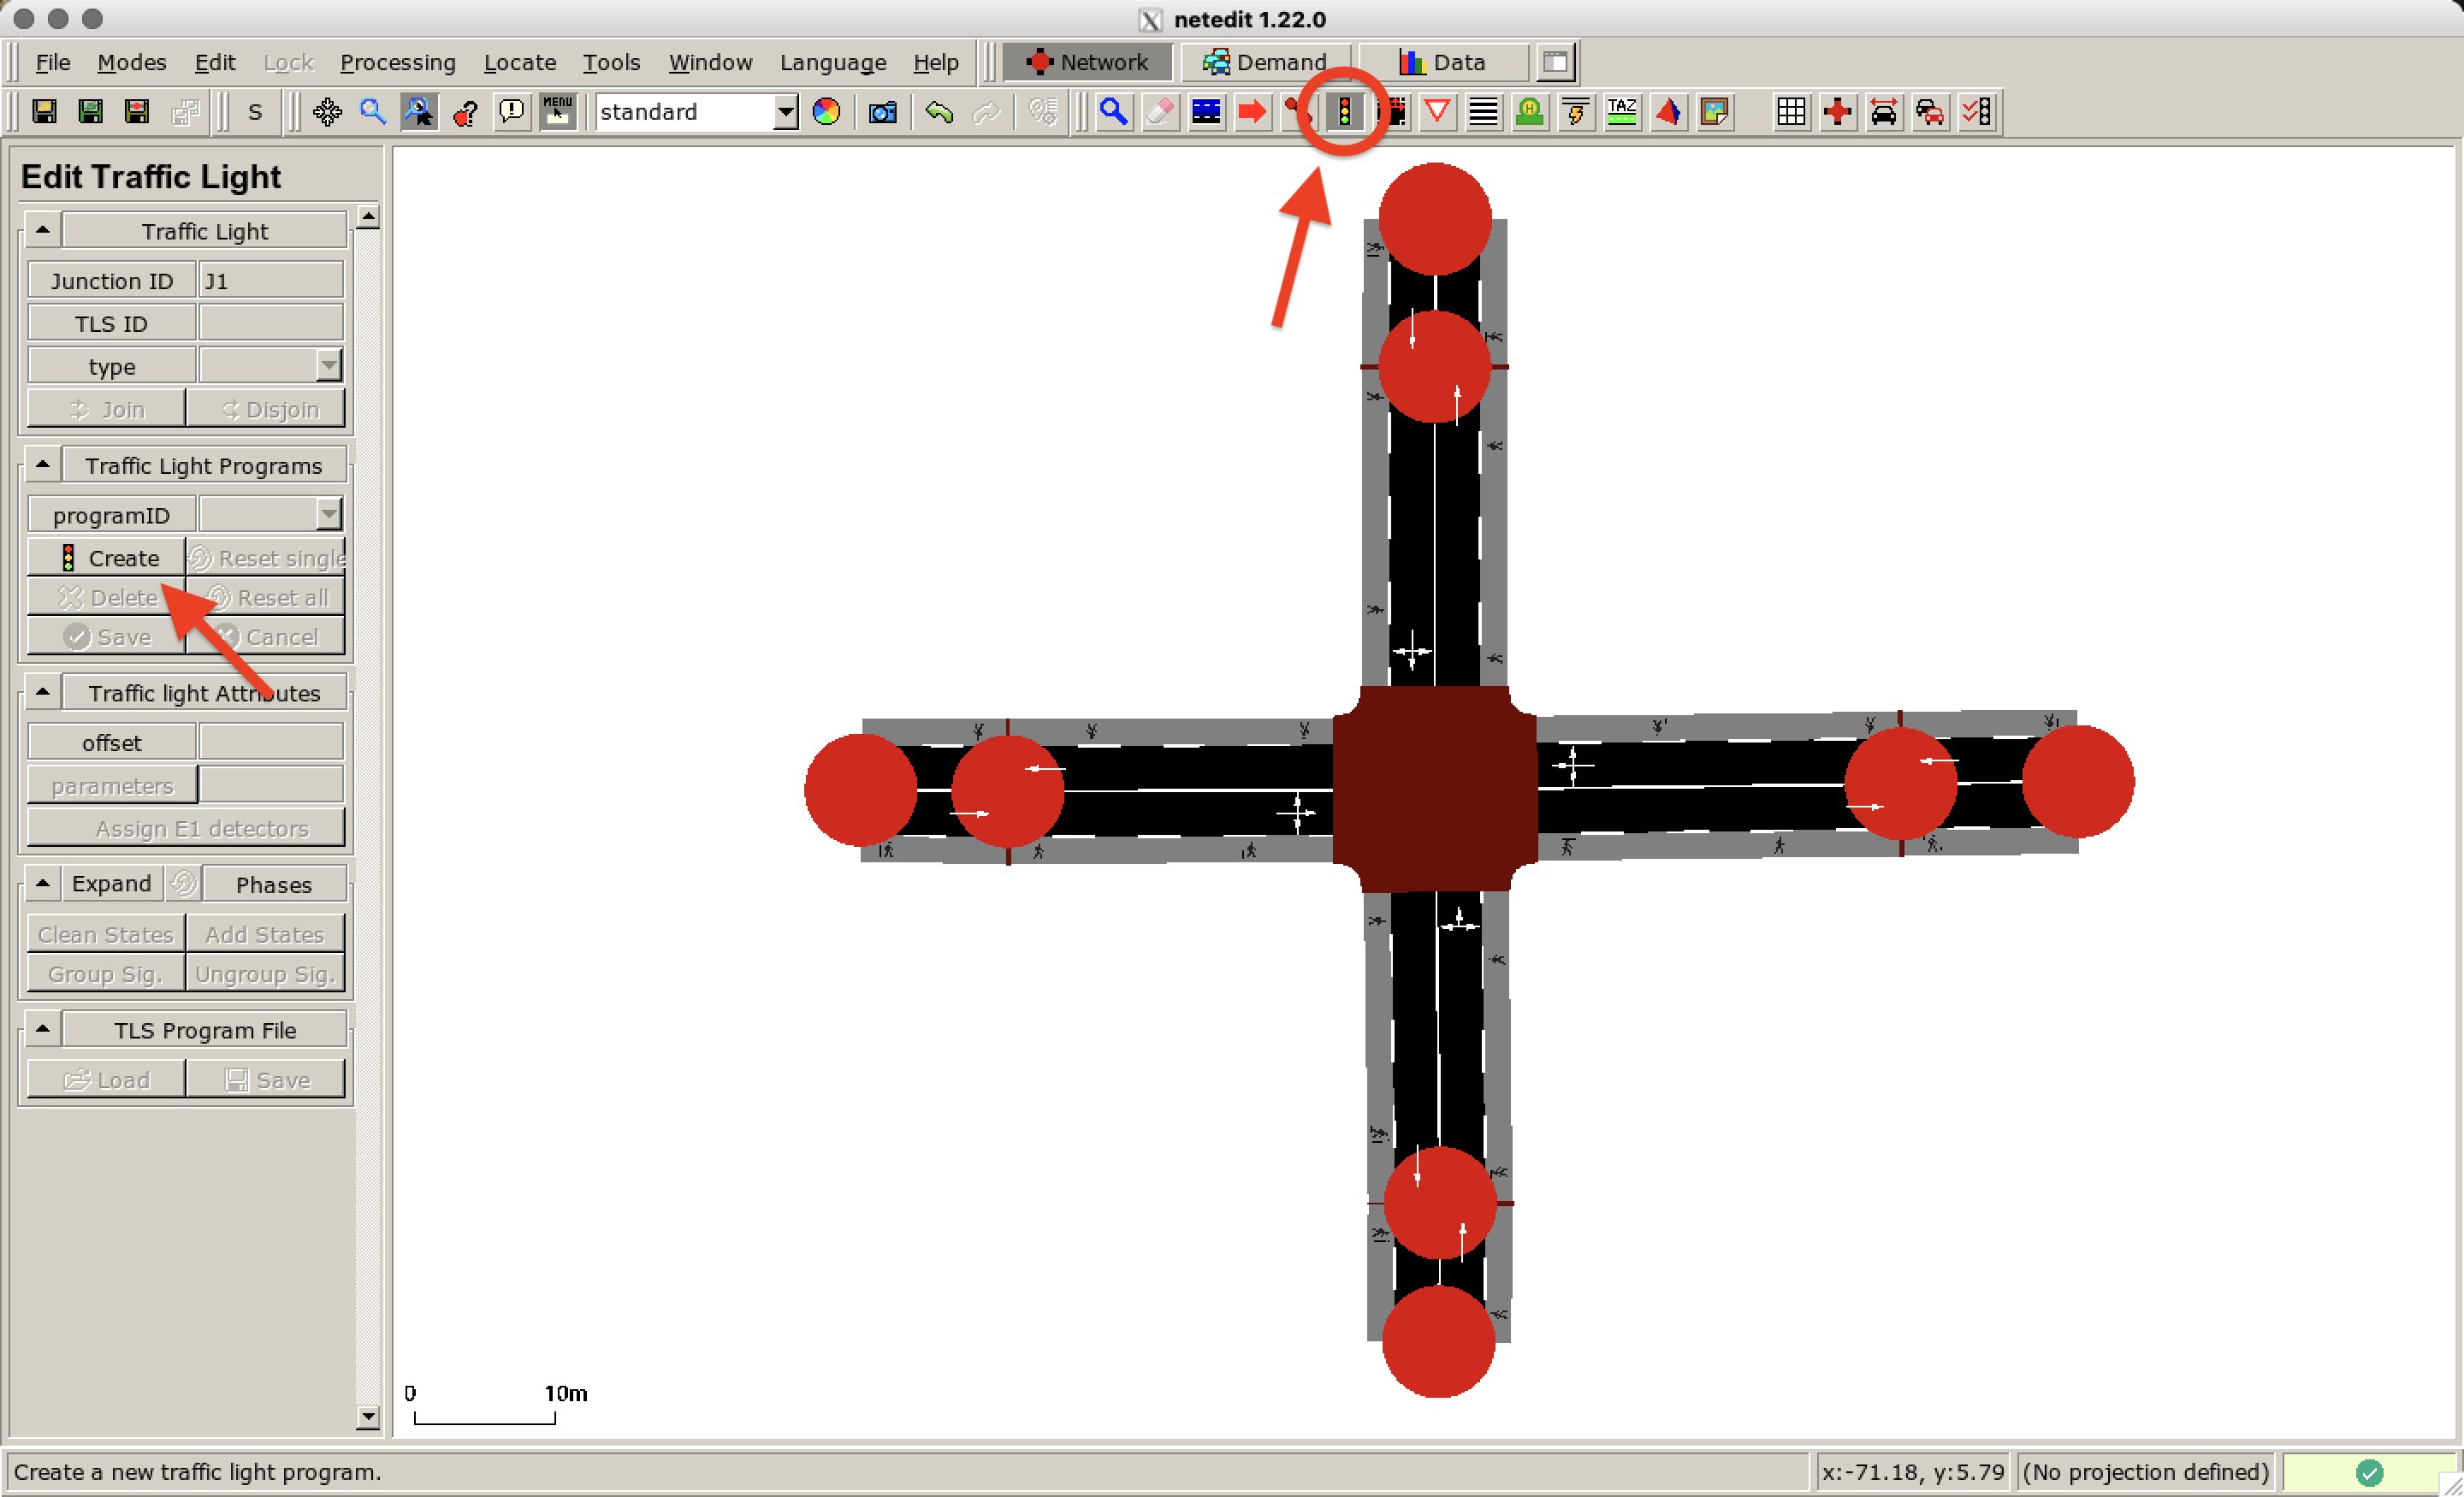 netedit 1.22.0
File Modes Edit Lock Processing Locate Tools Window Language Help Network Demand Data
S MENU standard H TAZ
Edit Traffic Light
Traffic Light
Junction ID J1
TLS ID
type
Join Disjoin
Traffic Light Programs
programID
Create Reset single
Delete Reset all
Save Cancel
Traffic light Attributes
offset
parameters
Assign E1 detectors
Expand Phases
Clean States Add States
Group Sig. Ungroup Sig.
TLS Program File
Load Save
0 10m
Create a new traffic light program. x:-71.18, y:5.79 (No projection defined)